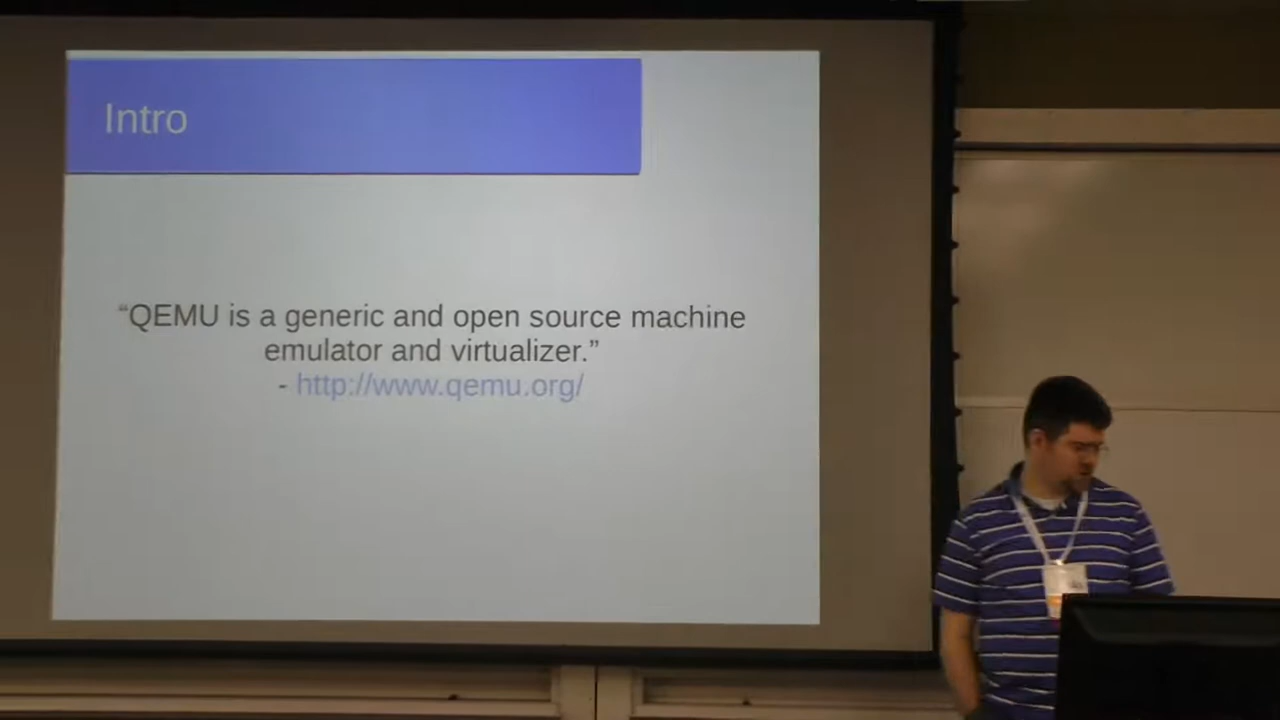 Intro
“QEMU is a generic and open source machine
emulator and virtualizer.”
- http://www.qemu.org/